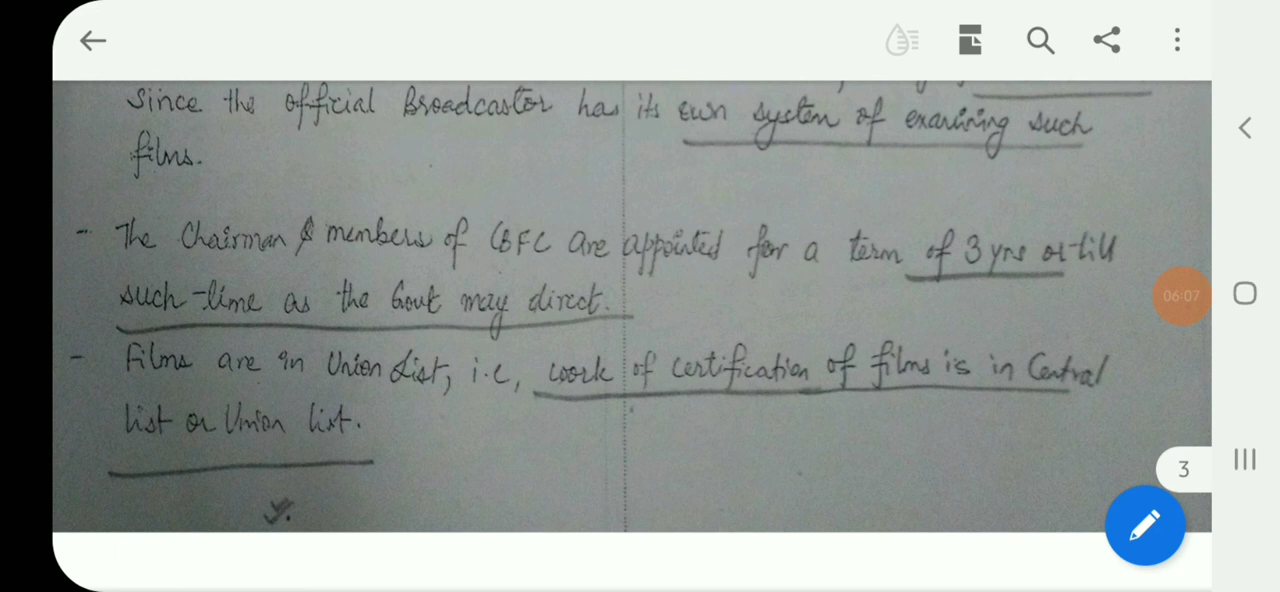 Since the official Broadcastor has its own system of examining such
films.
- The Chairman & members of CBFC are appointed for a term of 3 yrs or till
such-time as the Govt may direct.
06:07
- Films are in Union List, i.e, work of certification of films is in Central
list or Union list.
3